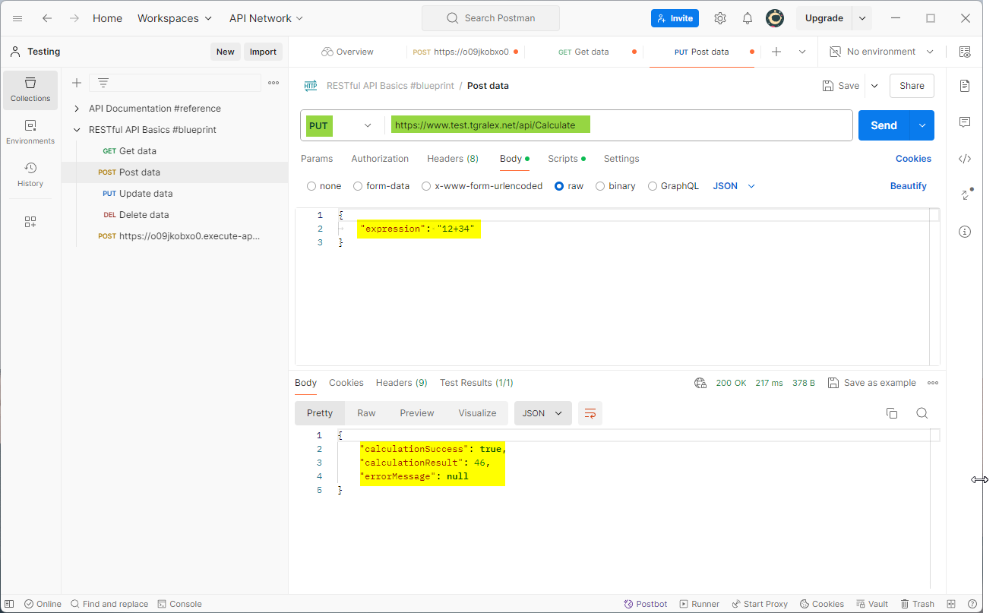 Home Workspaces API Network Search Postman Invite Upgrade
Testing New Import Overview POST https://o09jkobxo0 GET Get data PUT Post data No environment
Collections
Environments
History
API Documentation #reference
RESTful API Basics #blueprint
GET Get data
POST Post data
PUT Update data
DEL Delete data
POST https://o09jkobxo0.execute-ap...
HTTP RESTful API Basics #blueprint / Post data Save Share
PUT https://www.test.tgralex.net/api/Calculate Send
Params Authorization Headers (8) Body Scripts Settings Cookies
none form-data x-www-form-urlencoded raw binary GraphQL JSON Beautify
1 {
2 "expression": "12+34"
3 }
Body Cookies Headers (9) Test Results (1/1) 200 OK 217 ms 378 B Save as example
Pretty Raw Preview Visualize JSON
1 {
2 "calculationSuccess": true,
3 "calculationResult": 46,
4 "errorMessage": null
5 }
Online Find and replace Console Postbot Runner Start Proxy Cookies Vault Trash